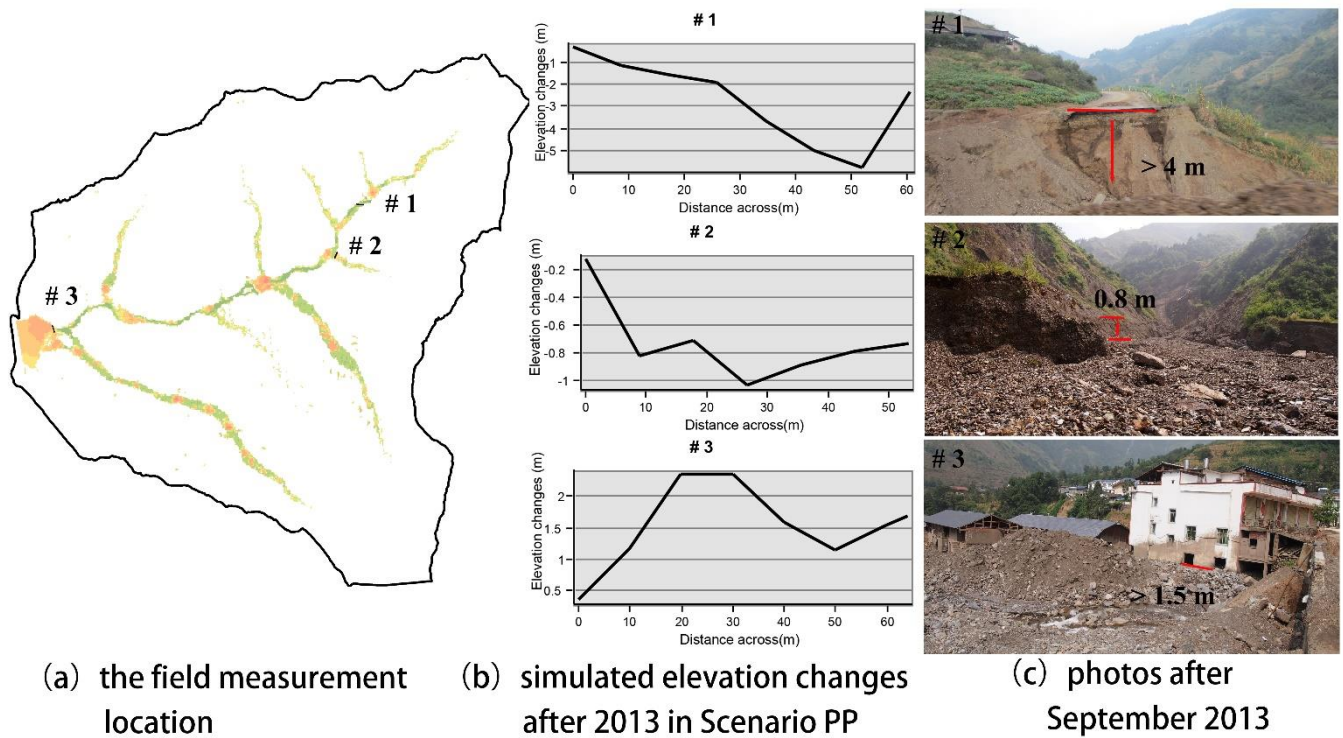 # 1
# 2
# 3
# 1
Elevation changes (m)
-1
-2
-3
-4
-5
0
10
20
30
40
50
60
Distance across(m)
# 2
Elevation changes (m)
-0.2
-0.4
-0.6
-0.8
-1
0
10
20
30
40
50
Distance across(m)
# 3
Elevation changes (m)
2
1.5
1
0.5
0
10
20
30
40
50
60
Distance across(m)
# 1
> 4 m
# 2
0.8 m
# 3
> 1.5 m
(a) the field measurement
location
(b) simulated elevation changes
after 2013 in Scenario PP
(c) photos after
September 2013